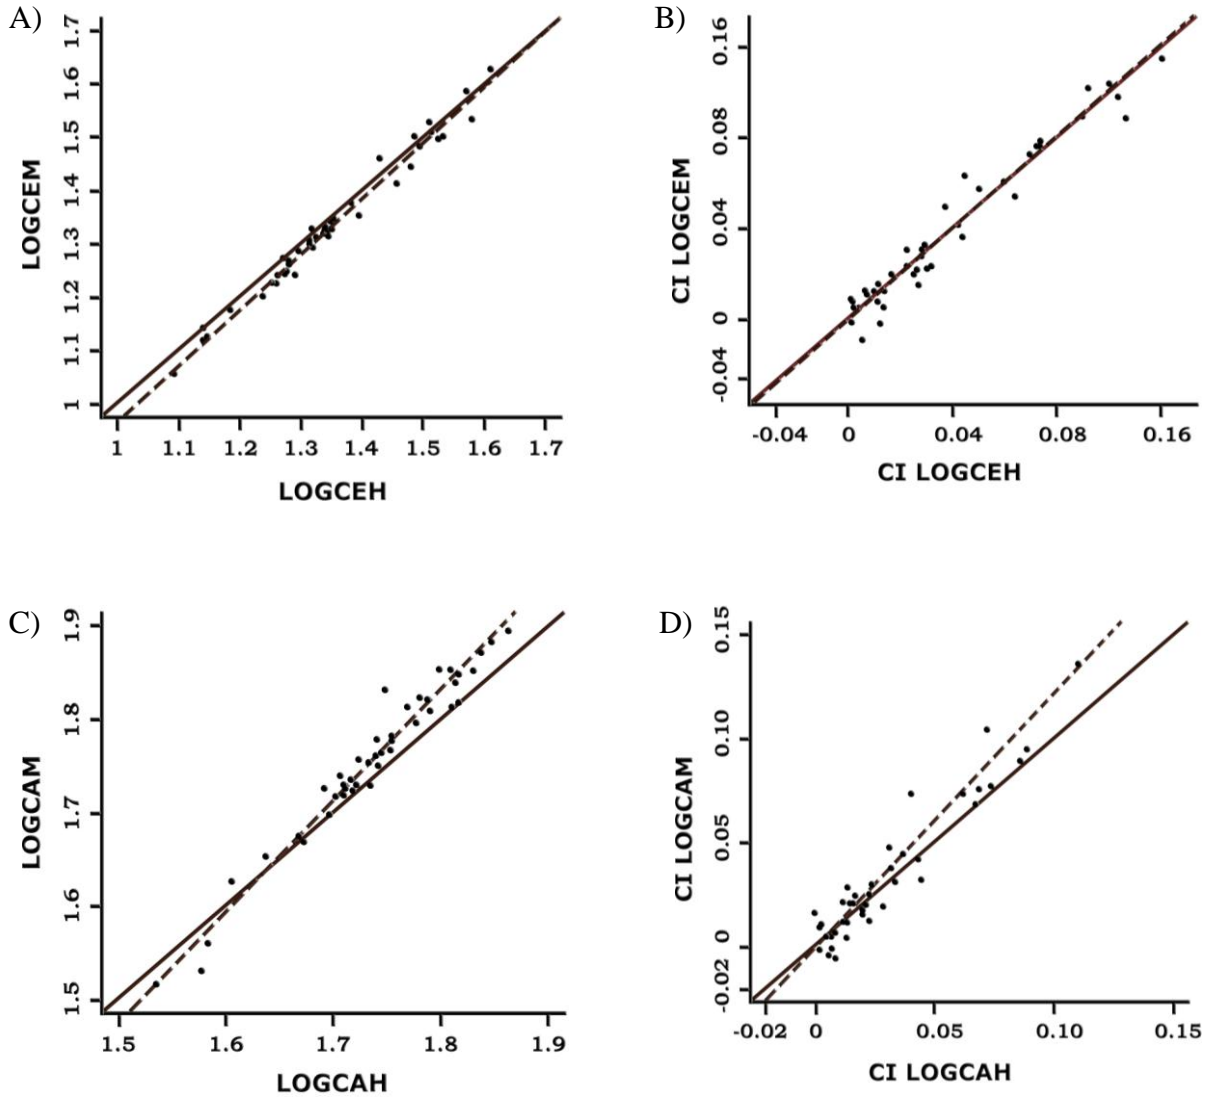 A)
1.7
1.6
1.5
1.4
1.3
1.2
1.1
1
LOGCEM
1 1.1 1.2 1.3 1.4 1.5 1.6 1.7
LOGCEH
B)
0.16
0.08
0.04
0
-0.04
CI LOGCEM
-0.04 0 0.04 0.08 0.16
CI LOGCEH
C)
1.9
1.8
1.7
1.6
1.5
LOGCAM
1.5 1.6 1.7 1.8 1.9
LOGCAH
D)
0.15
0.10
0.05
0
-0.02
CI LOGCAM
-0.02 0 0.05 0.10 0.15
CI LOGCAH